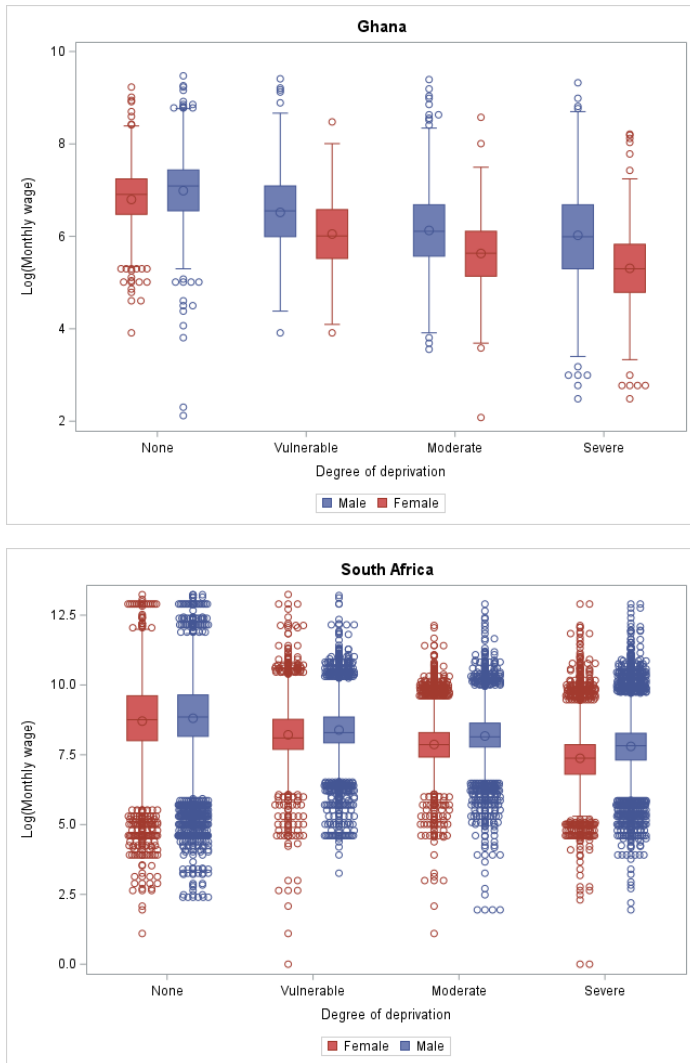 Ghana
10
8
6
4
2
Log(Monthly wage)
None Vulnerable Moderate Severe
Degree of deprivation
Male Female
South Africa
12.5
10.0
7.5
5.0
2.5
0.0
Log(Monthly wage)
None Vulnerable Moderate Severe
Degree of deprivation
Female Male